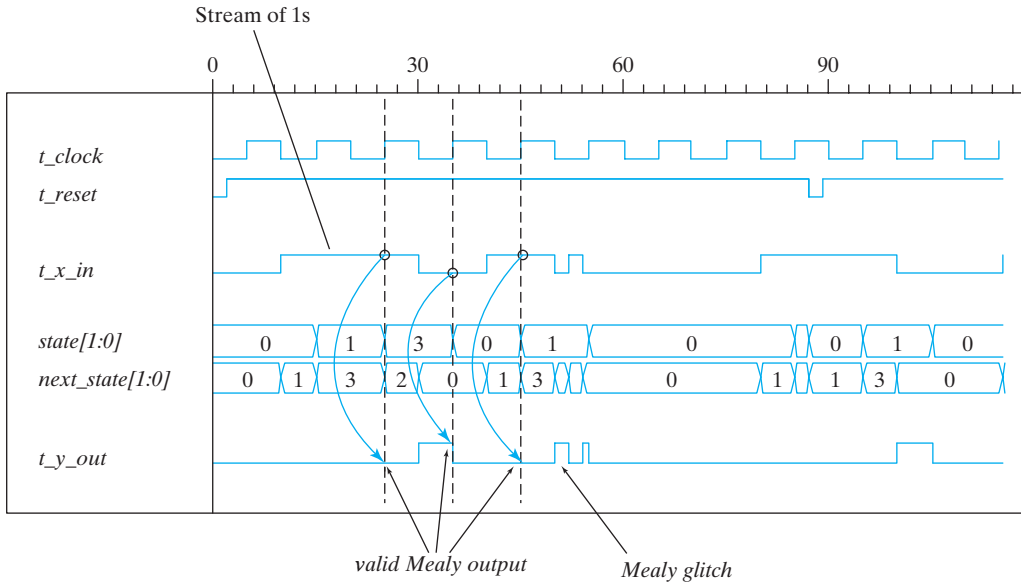 Stream of 1s
0 30 60 90
t_clock
t_reset
t_x_in
state[1:0] 0 1 3 0 1 0 0 1 0
next_state[1:0] 0 1 3 2 0 1 3 0 1 1 3 0
t_y_out
valid Mealy output
Mealy glitch